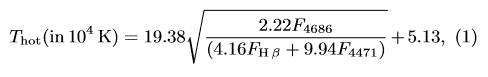 T_hot(in 10^4 K) = 19.38√(2.22F_4686 / (4.16F_Hβ + 9.94F_4471)) + 5.13, (1)